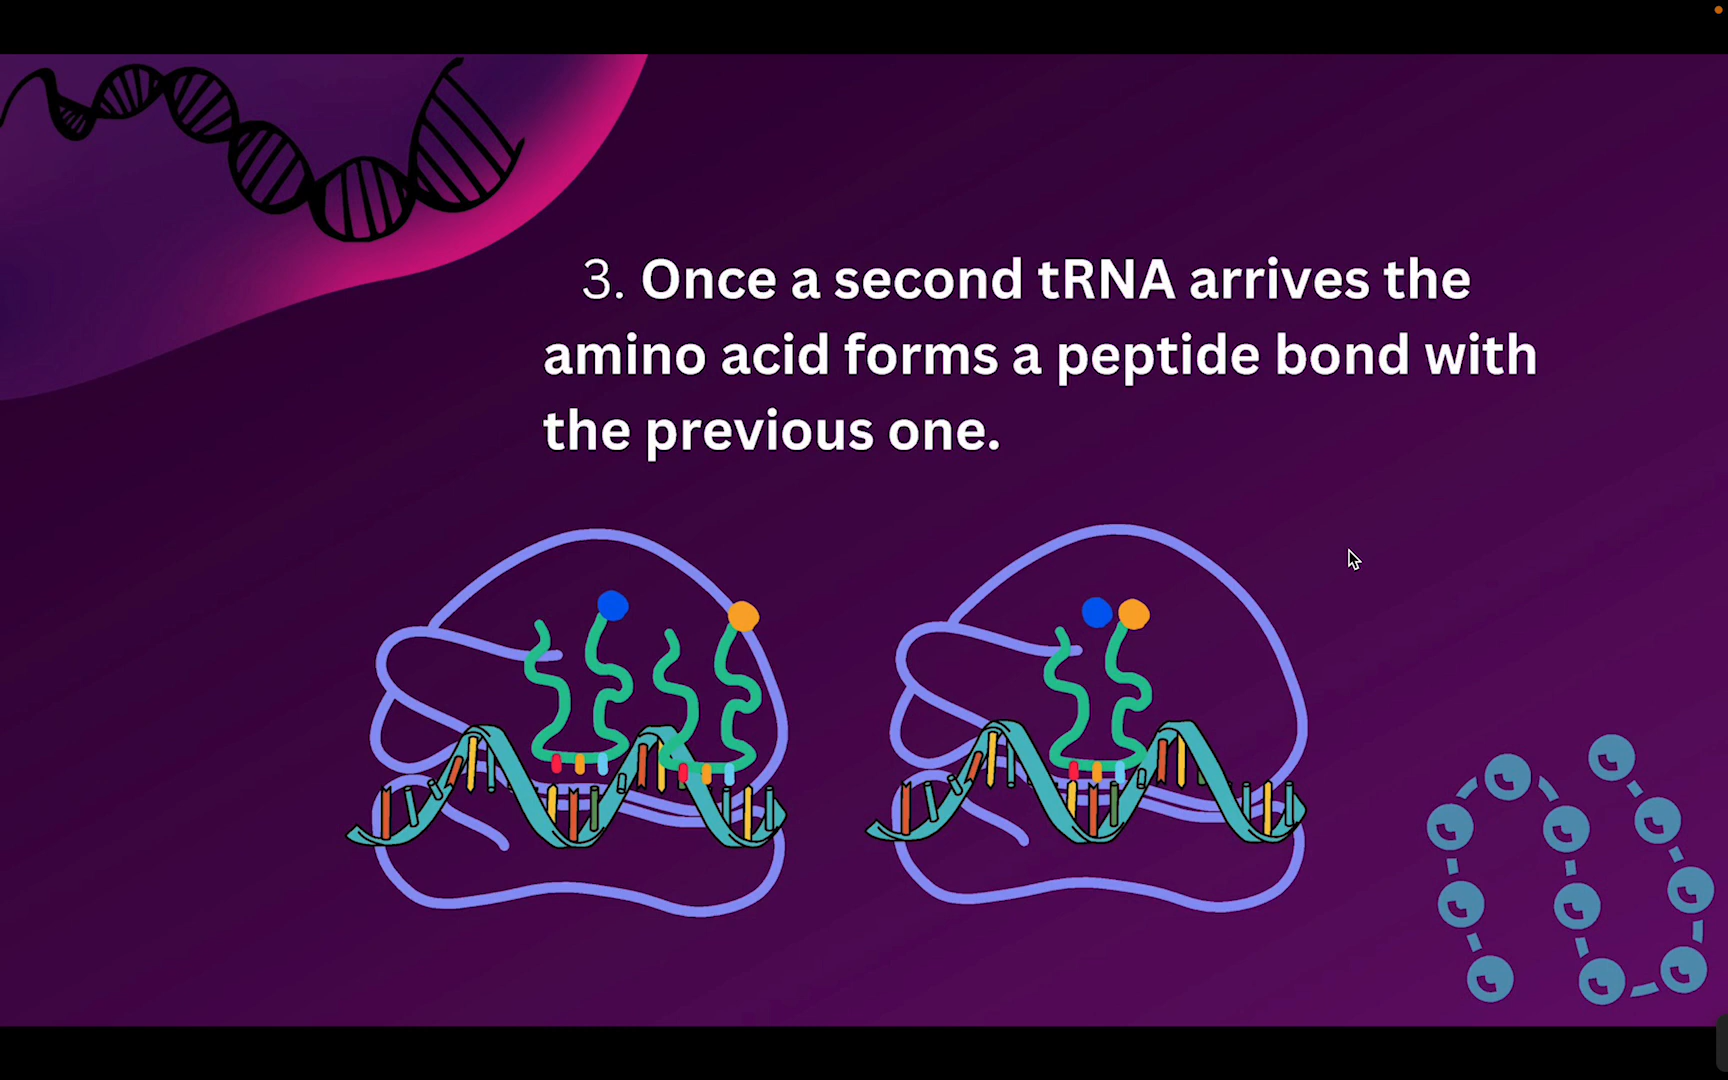 3. Once a second tRNA arrives the
amino acid forms a peptide bond with
the previous one.